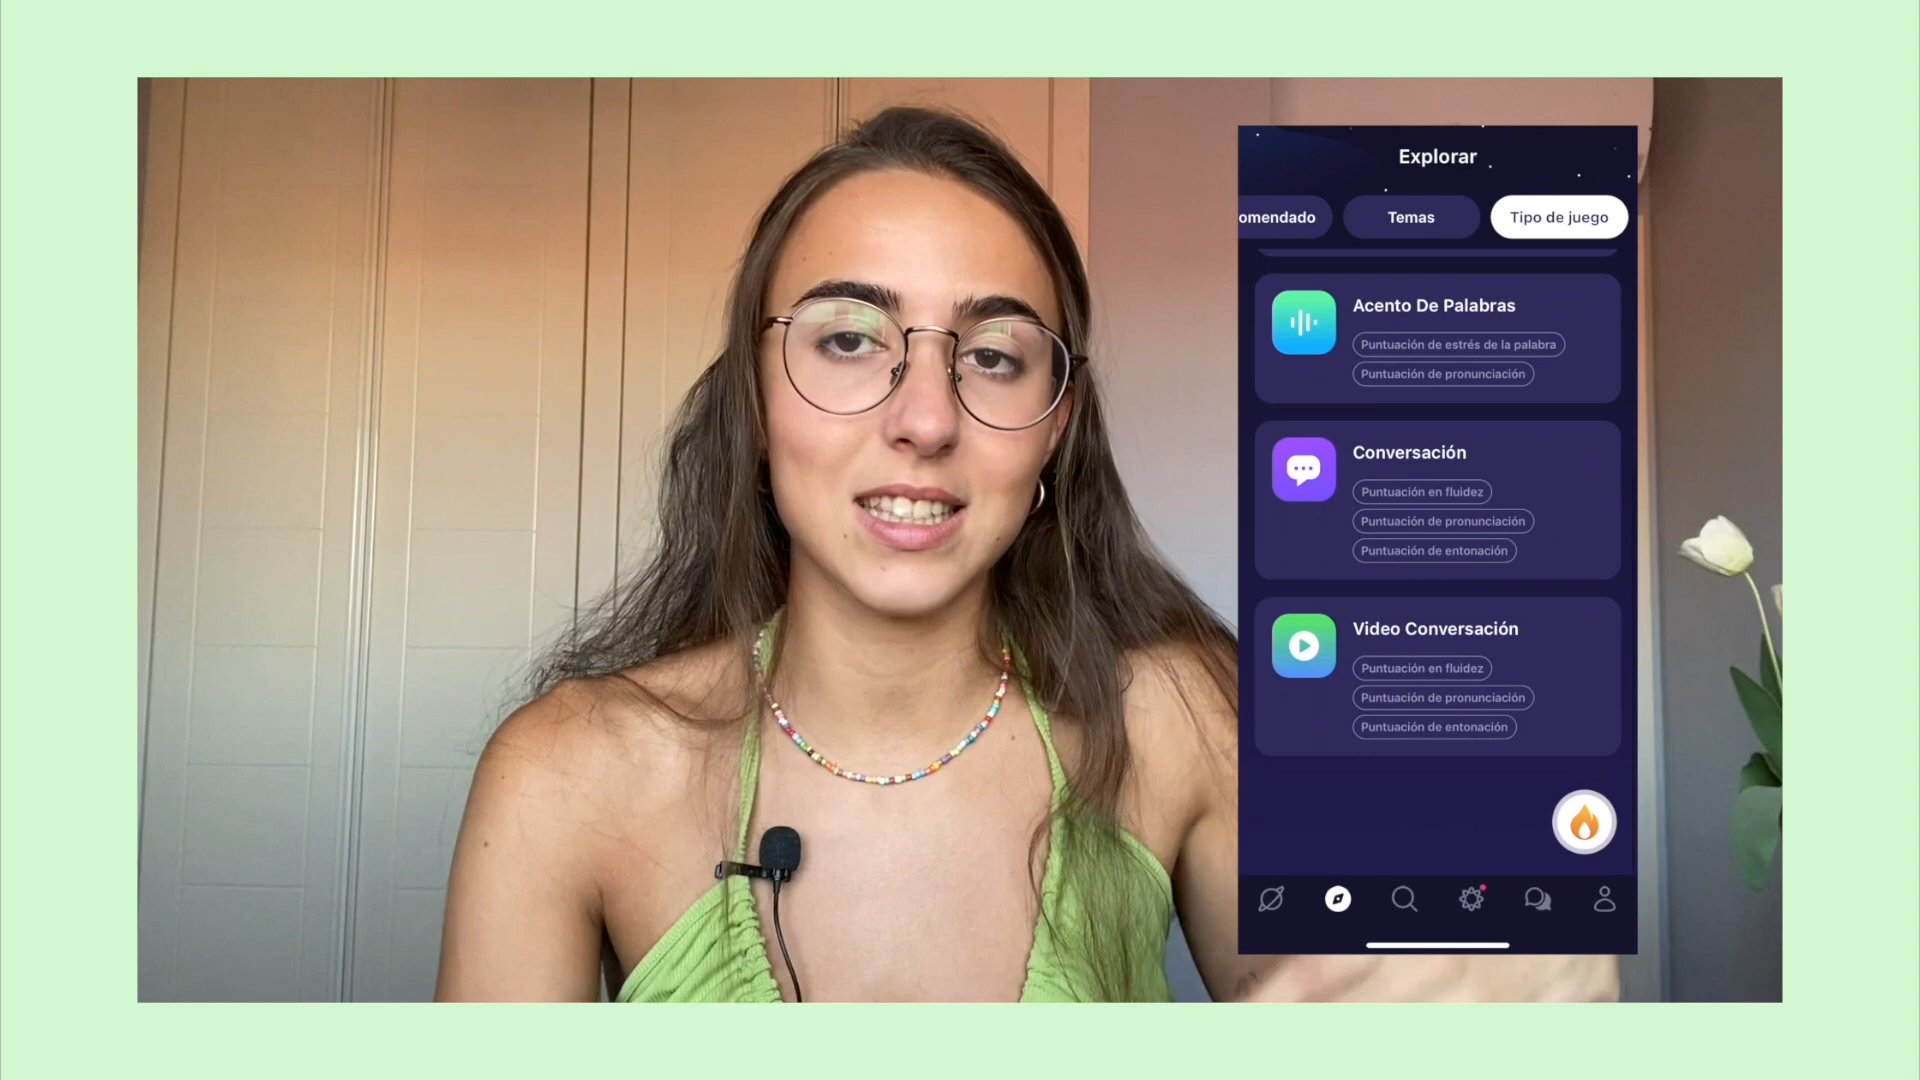 Explorar
omendado
Temas
Tipo de juego
Acento De Palabras
Puntuación de estrés de la palabra
Puntuación de pronunciación
Conversación
Puntuación en fluidez
Puntuación de pronunciación
Puntuación de entonación
Video Conversación
Puntuación en fluidez
Puntuación de pronunciación
Puntuación de entonación